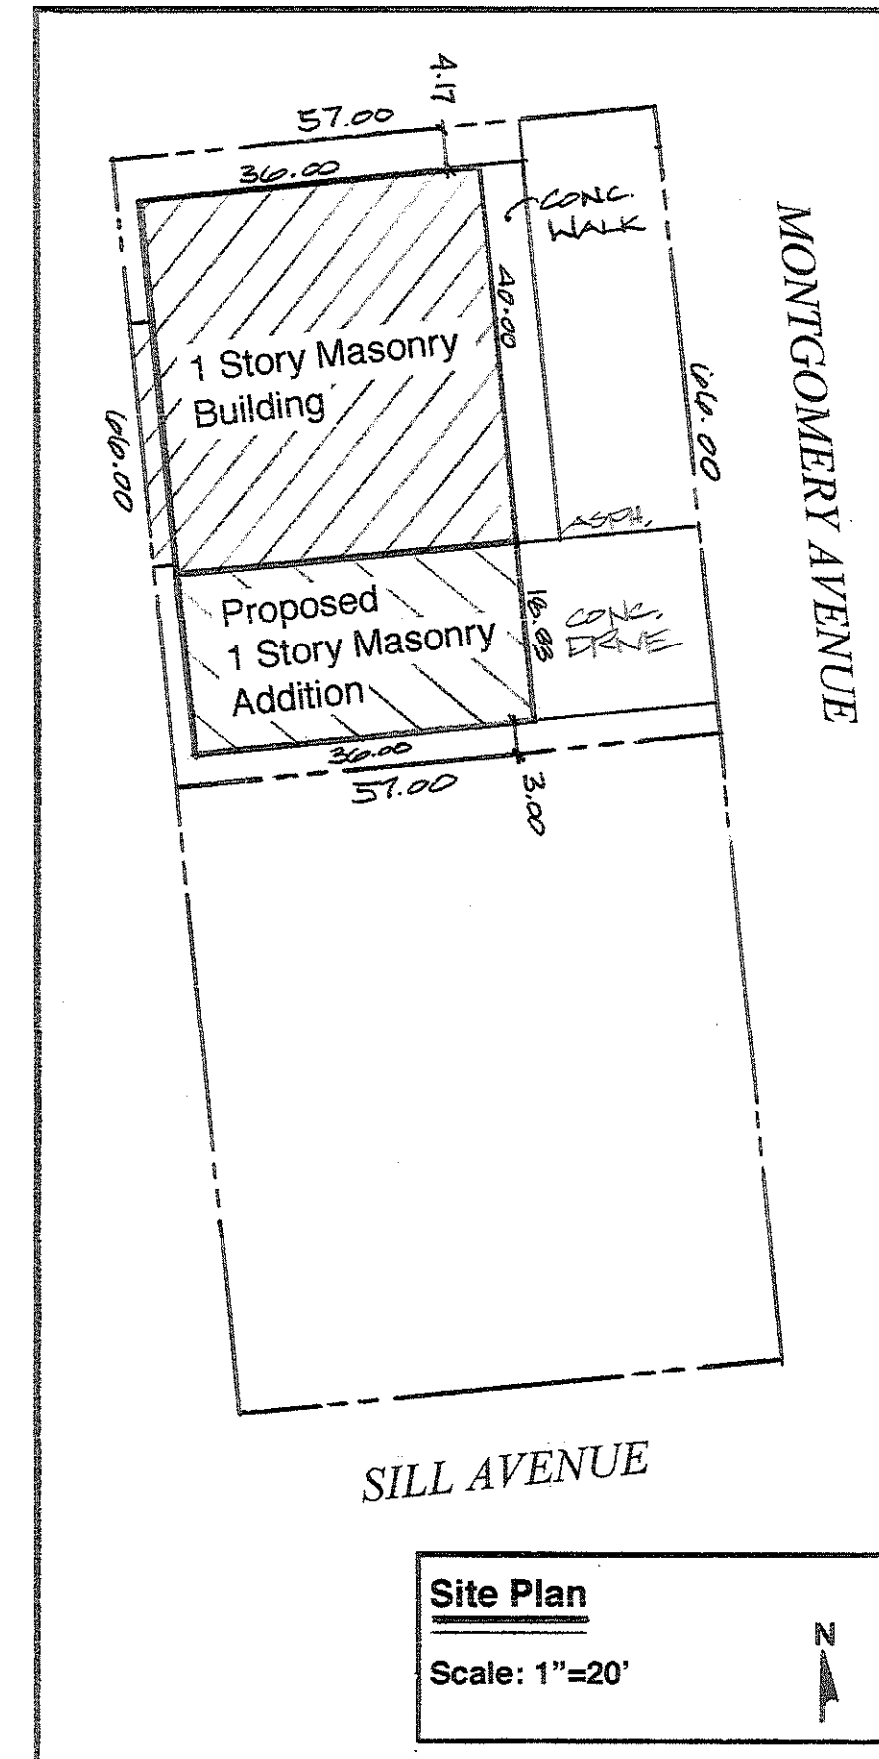 4.17
57.00
36.00
CONC.
WALK
MONTGOMERY AVENUE
40.00
1 Story Masonry
Building
66.00
66.00
ASPH.
Proposed
1 Story Masonry
Addition
18.83
CONC.
DRIVE
36.00
57.00
3.00
SILL AVENUE
Site Plan
N
Scale: 1”=20’